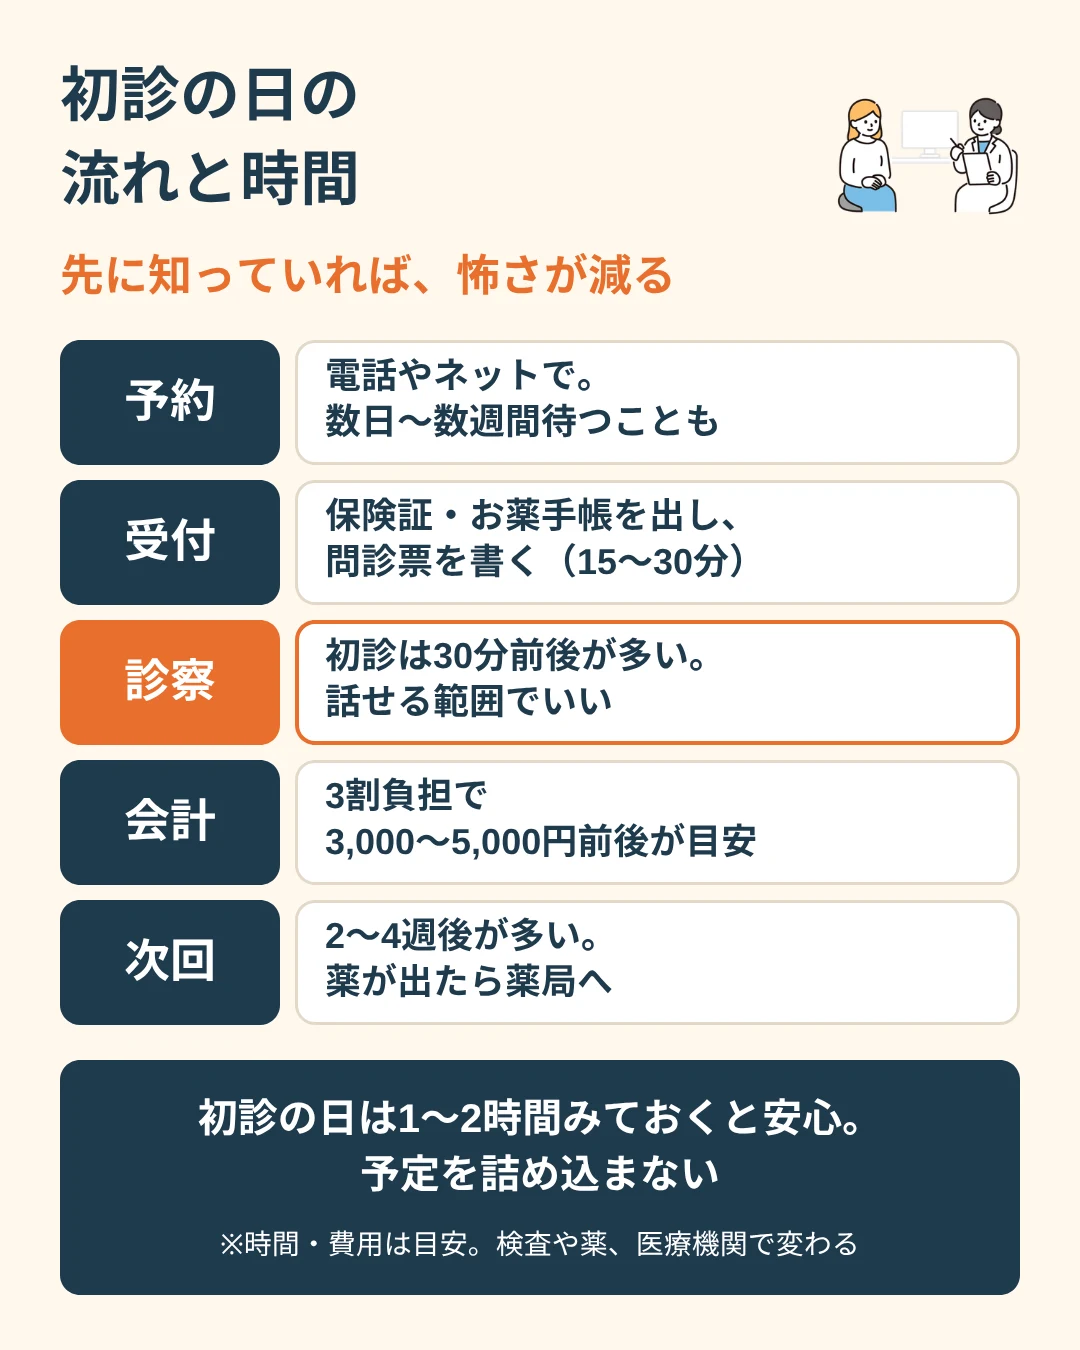 初診の日の
流れと時間
先に知っていれば、怖さが減る
予約
電話やネットで。
数日〜数週間待つことも
受付
保険証・お薬手帳を出し、
問診票を書く（15〜30分）
診察
初診は30分前後が多い。
話せる範囲でいい
会計
3割負担で
3,000〜5,000円前後が目安
次回
2〜4週後が多い。
薬が出たら薬局へ
初診の日は1〜2時間みておくと安心。
予定を詰め込まない
※時間・費用は目安。検査や薬、医療機関で変わる